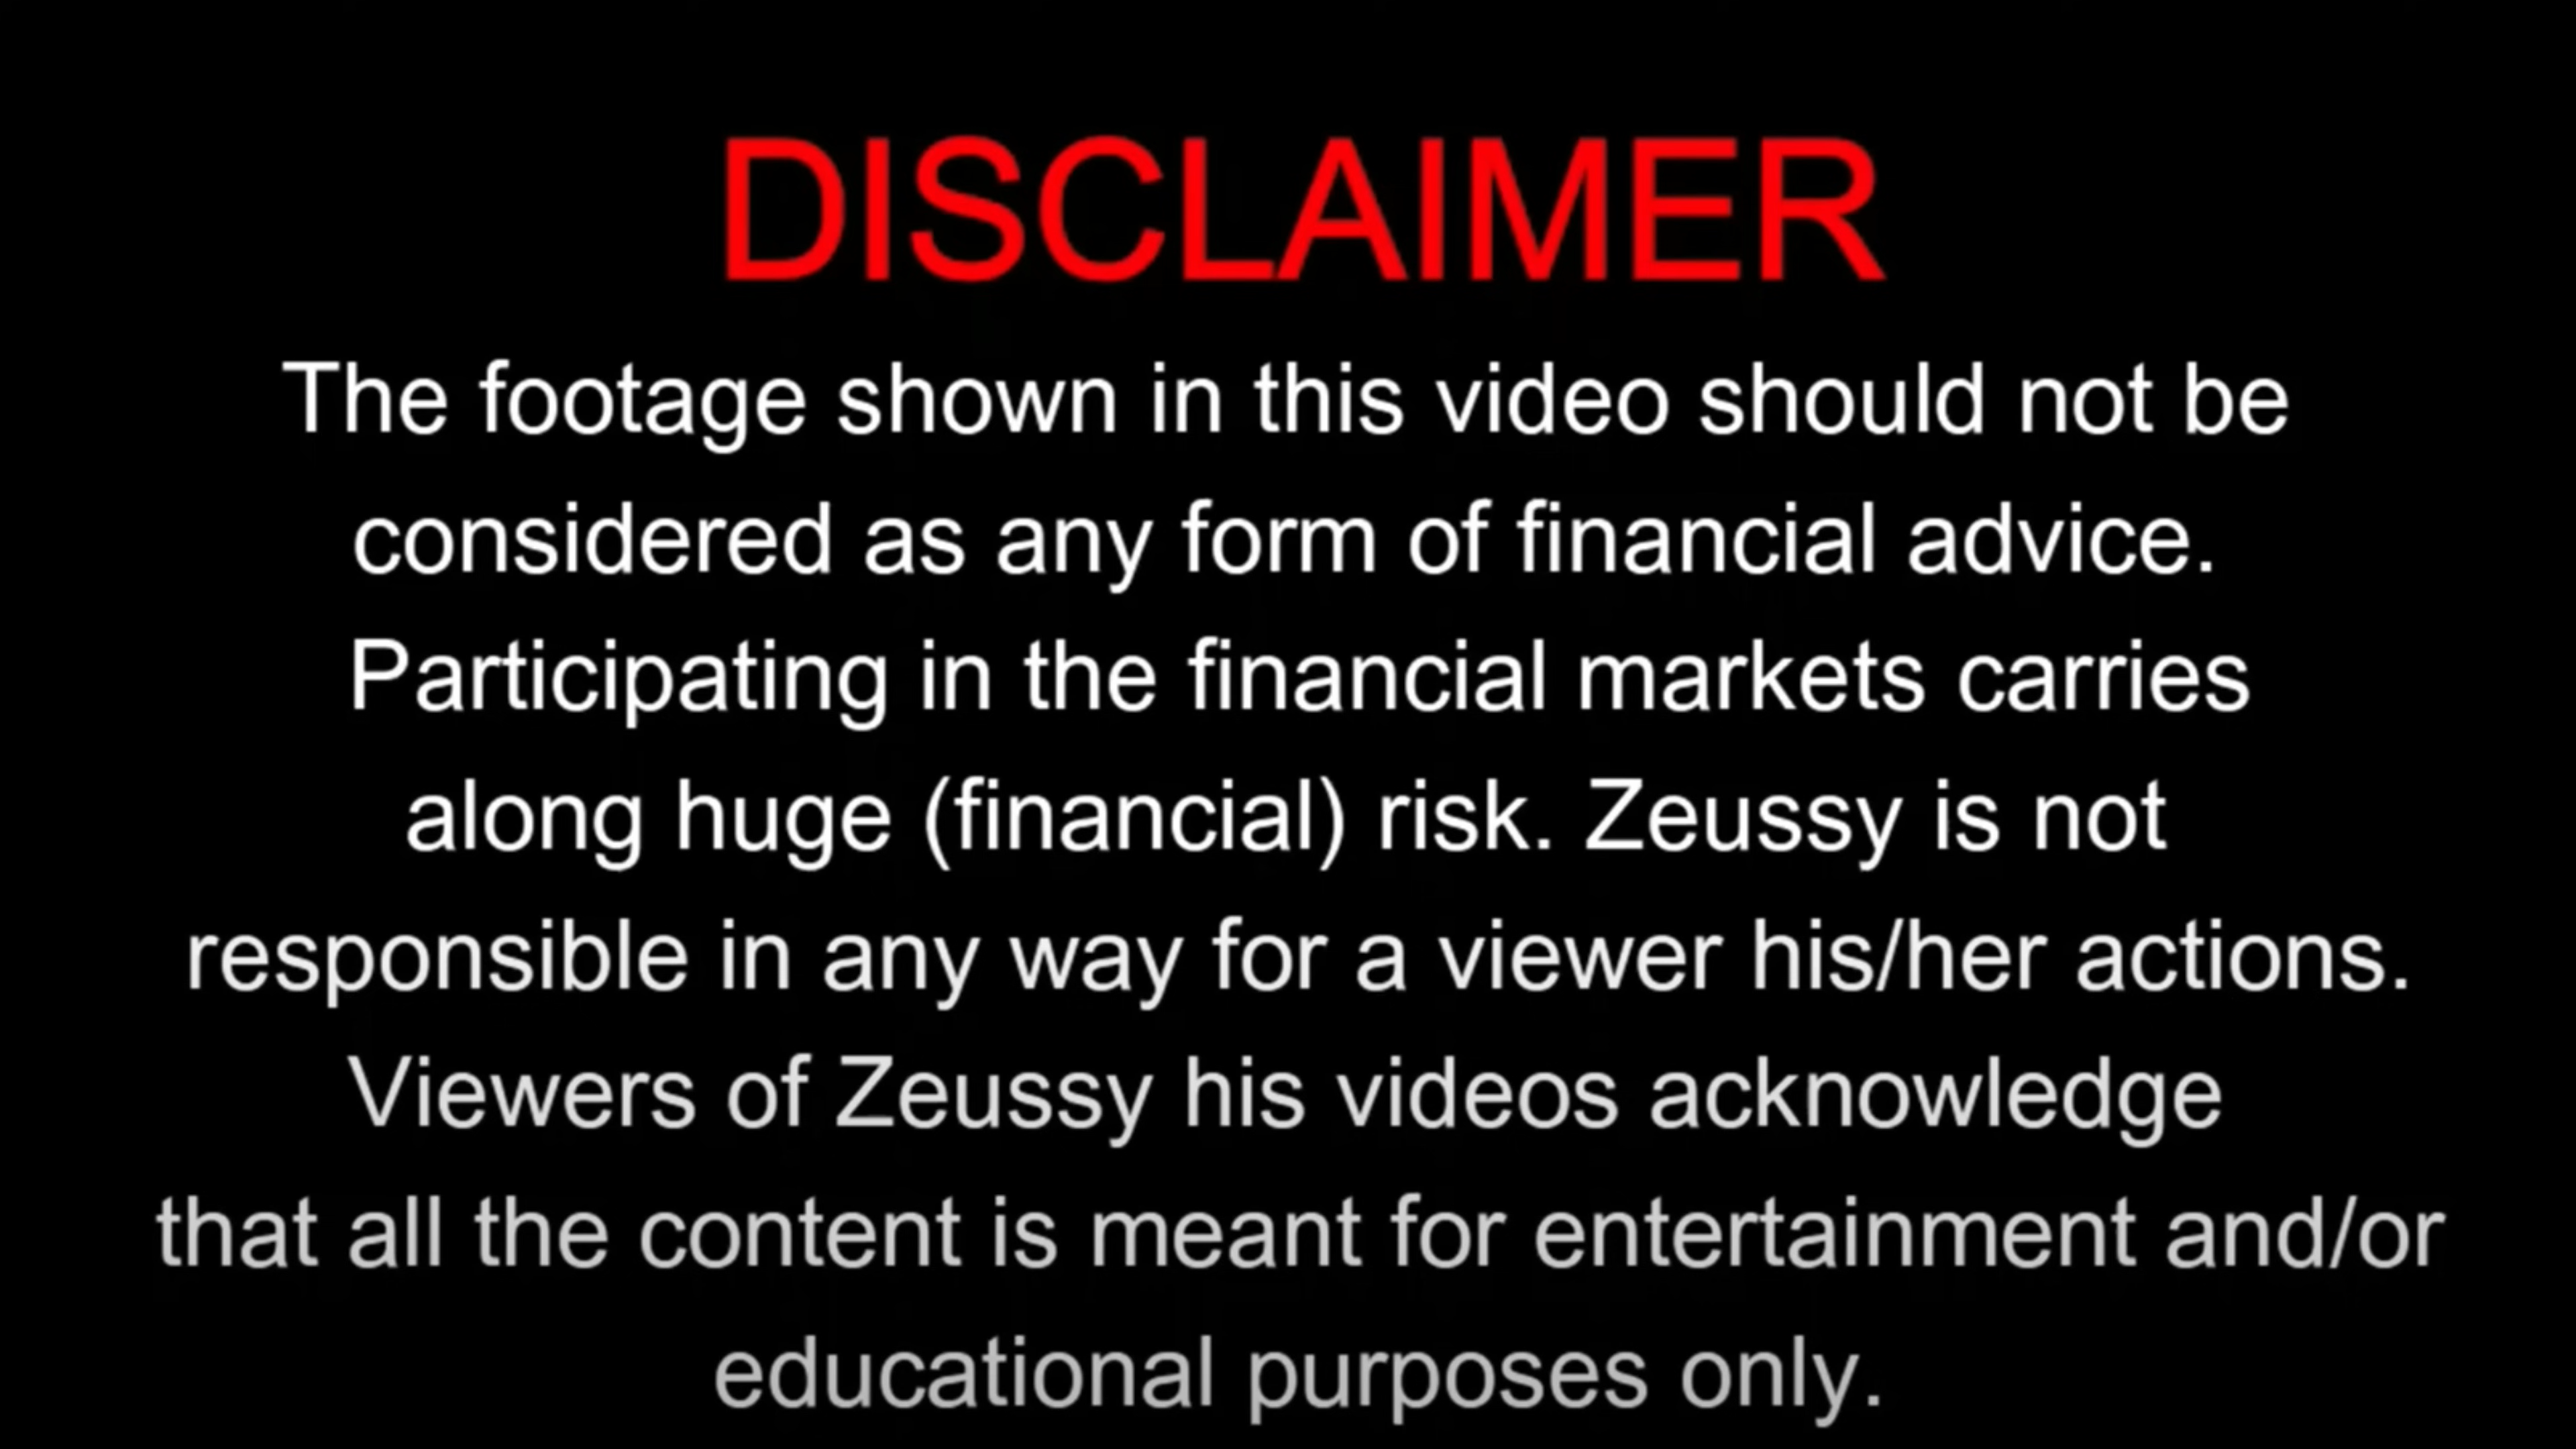 DISCLAIMER
The footage shown in this video should not be
considered as any form of financial advice.
Participating in the financial markets carries
along huge (financial) risk. Zeussy is not
responsible in any way for a viewer his/her actions.
Viewers of Zeussy his videos acknowledge
that all the content is meant for entertainment and/or
educational purposes only.